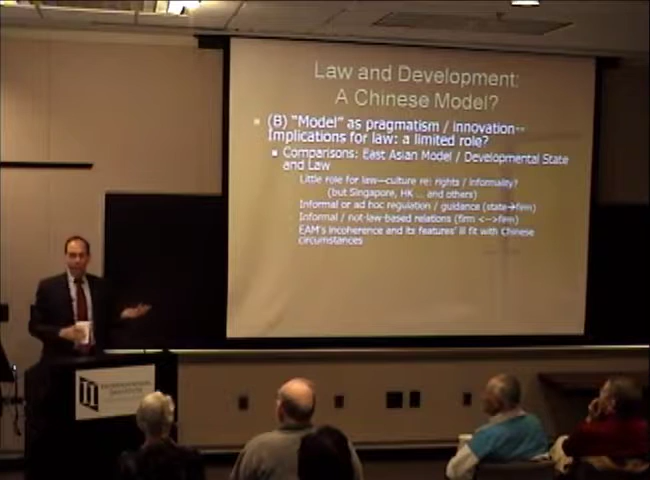 Law and Development:
A Chinese Model?
(B) "Model" as pragmatism / innovation--
Implications for law: a limited role?
Comparisons: East Asian Model / Developmental State
and Law
Little role for law—culture re: rights / informality?
(but Singapore, HK ... and others)
Informal or ad hoc regulation / guidance (state→firm)
Informal / not-law-based relations (firm <-->firm)
EAM's incoherence and its features' ill fit with Chinese
circumstances